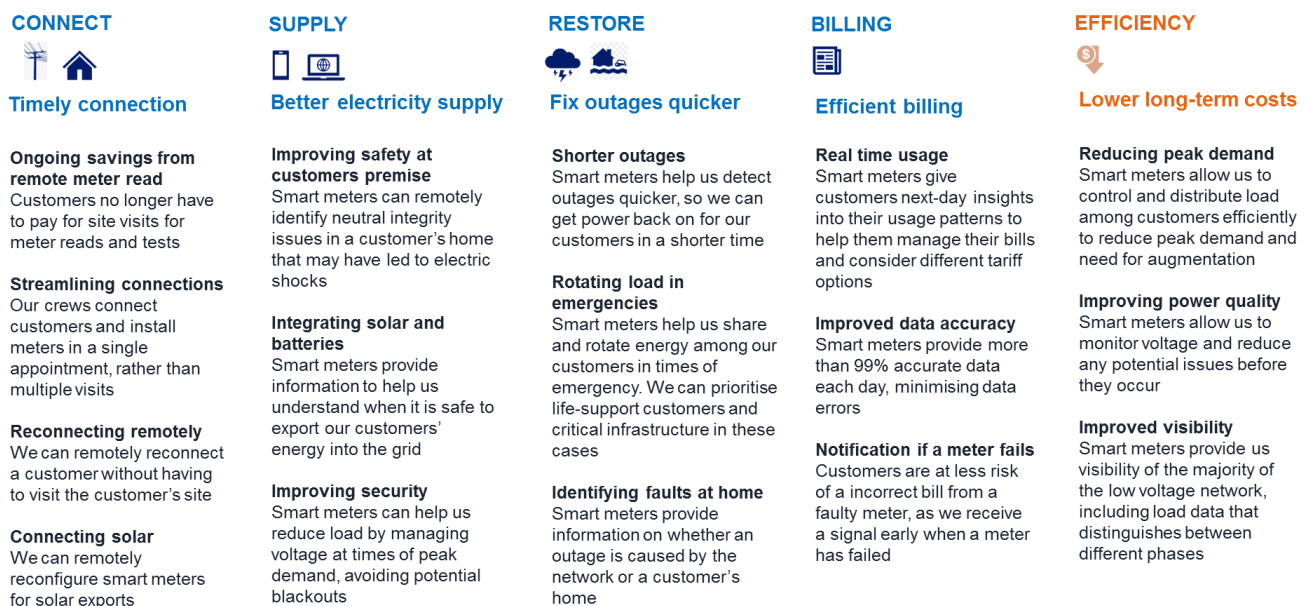 CONNECT
Timely connection
Ongoing savings from
remote meter read
Customers no longer have
to pay for site visits for
meter reads and tests
Streamlining connections
Our crews connect
customers and install
meters in a single
appointment, rather than
multiple visits
Reconnecting remotely
We can remotely reconnect
a customer without having
to visit the customer's site
Connecting solar
We can remotely
reconfigure smart meters
for solar exports
SUPPLY
Better electricity supply
Improving safety at
customers premise
Smart meters can remotely
identify neutral integrity
issues in a customer's home
that may have led to electric
shocks
Integrating solar and
batteries
Smart meters provide
information to help us
understand when it is safe to
export our customers'
energy into the grid
Improving security
Smart meters can help us
reduce load by managing
voltage at times of peak
demand, avoiding potential
blackouts
RESTORE
Fix outages quicker
Shorter outages
Smart meters help us detect
outages quicker, so we can
get power back on for our
customers in a shorter time
Rotating load in
emergencies
Smart meters help us share
and rotate energy among our
customers in times of
emergency. We can prioritise
life-support customers and
critical infrastructure in these
cases
Identifying faults at home
Smart meters provide
information on whether an
outage is caused by the
network or a customer's
home
BILLING
Efficient billing
Real time usage
Smart meters give
customers next-day insights
into their usage patterns to
help them manage their bills
and consider different tariff
options
Improved data accuracy
Smart meters provide more
than 99% accurate data
each day, minimising data
errors
Notification if a meter fails
Customers are at less risk
of a incorrect bill from a
faulty meter, as we receive
a signal early when a meter
has failed
EFFICIENCY
$
Lower long-term costs
Reducing peak demand
Smart meters allow us to
control and distribute load
among customers efficiently
to reduce peak demand and
need for augmentation
Improving power quality
Smart meters allow us to
monitor voltage and reduce
any potential issues before
they occur
Improved visibility
Smart meters provide us
visibility of the majority of
the low voltage network,
including load data that
distinguishes between
different phases